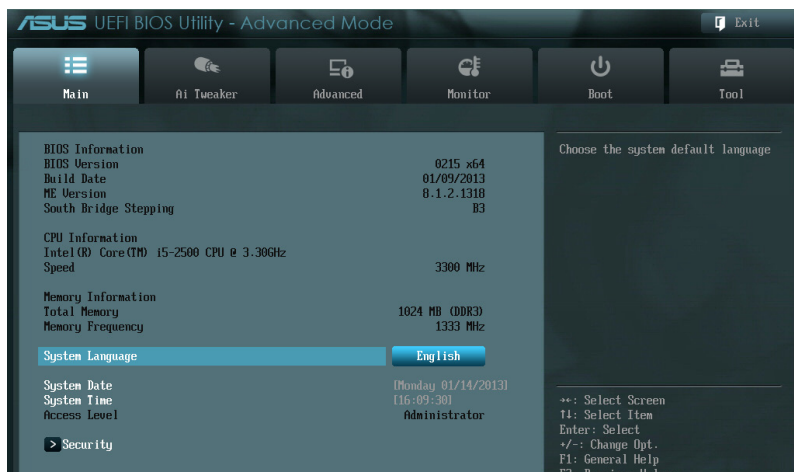 ASUS UEFI BIOS Utility - Advanced Mode
Exit
Main Ai Tweaker Advanced Monitor Boot Tool
BIOS Information
BIOS Version 0215 x64
Build Date 01/09/2013
ME Version 8.1.2.1318
South Bridge Stepping B3
CPU Information
Intel(R) Core(TM) i5-2500 CPU @ 3.30GHz
Speed 3300 MHz
Memory Information
Total Memory 1024 MB (DDR3)
Memory Frequency 1333 MHz
System Language English
System Date [Monday 01/14/2013]
System Time [16:09:30]
Access Level Administrator
> Security
Choose the system default language
→←: Select Screen
↑↓: Select Item
Enter: Select
+/-: Change Opt.
F1: General Help